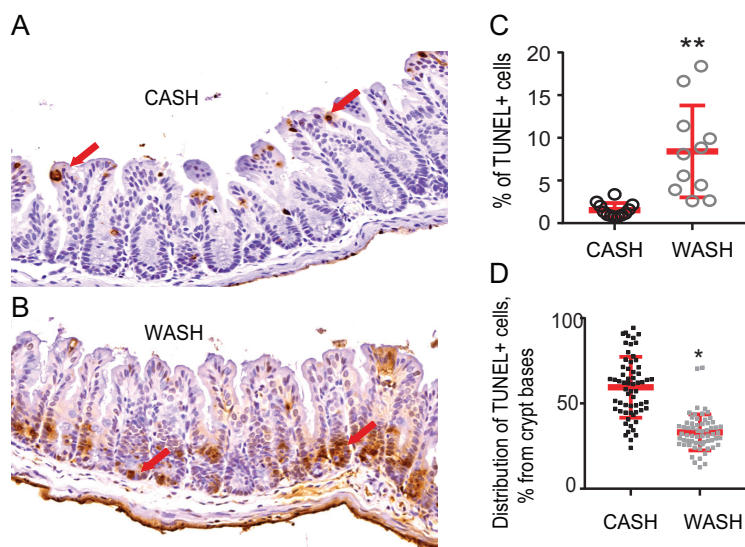 A
CASH
B
WASH
C
% of TUNEL+ cells
20
15
10
5
0
**
CASH
WASH
D
Distribution of TUNEL+ cells,
% from crypt bases
100
50
0
*
CASH
WASH